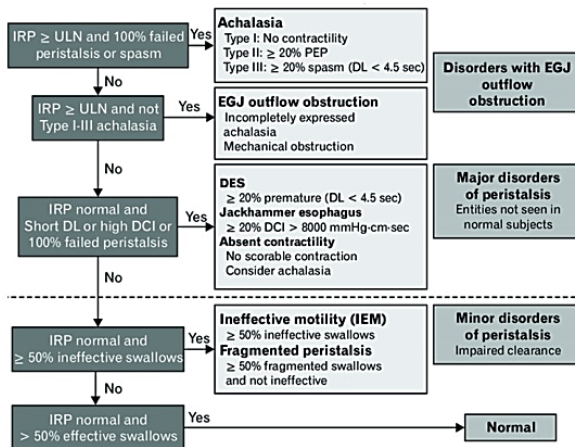 IRP ≥ ULN and 100% failed
peristalsis or spasm
Yes
Achalasia
Type I: No contractility
Type II: ≥ 20% PEP
Type III: ≥ 20% spasm (DL < 4.5 sec)
Disorders with EGJ
outflow
obstruction
No
IRP ≥ ULN and not
Type I-III achalasia
Yes
EGJ outflow obstruction
Incompletely expressed
achalasia
Mechanical obstruction
No
IRP normal and
Short DL or high DCI or
100% failed peristalsis
Yes
DES
≥ 20% premature (DL < 4.5 sec)
Jackhammer esophagus
≥ 20% DCI > 8000 mmHg·cm·sec
Absent contractility
No scorable contraction
Consider achalasia
Major disorders
of peristalsis
Entities not seen in
normal subjects
No
IRP normal and
≥ 50% ineffective swallows
Yes
Ineffective motility (IEM)
≥ 50% ineffective swallows
Fragmented peristalsis
≥ 50% fragmented swallows
and not ineffective
Minor disorders
of peristalsis
Impaired clearance
No
IRP normal and
> 50% effective swallows
Yes
Normal